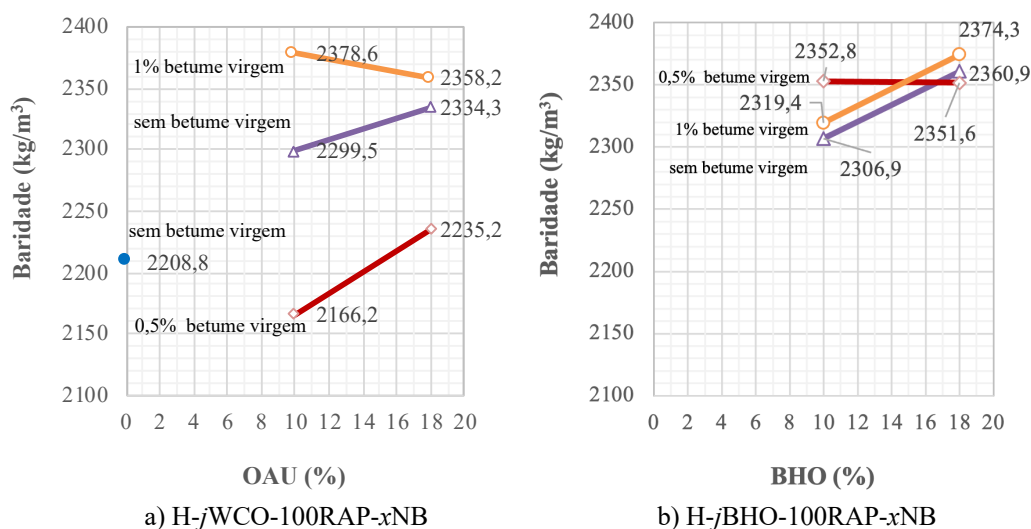 2400
2350
2300
2250
2200
2150
2100
Baridade (kg/m³)
1% betume virgem
2378,6
2358,2
sem betume virgem
2334,3
2299,5
sem betume virgem
2208,8
2235,2
0,5% betume virgem
2166,2
0 2 4 6 8 10 12 14 16 18 20
OAU (%)
a) H-jWCO-100RAP-xNB
2400
2350
2300
2250
2200
2150
2100
Baridade (kg/m³)
2374,3
2352,8
0,5% betume virgem
2360,9
2319,4
1% betume virgem
2351,6
sem betume virgem
2306,9
0 2 4 6 8 10 12 14 16 18 20
BHO (%)
b) H-jBHO-100RAP-xNB